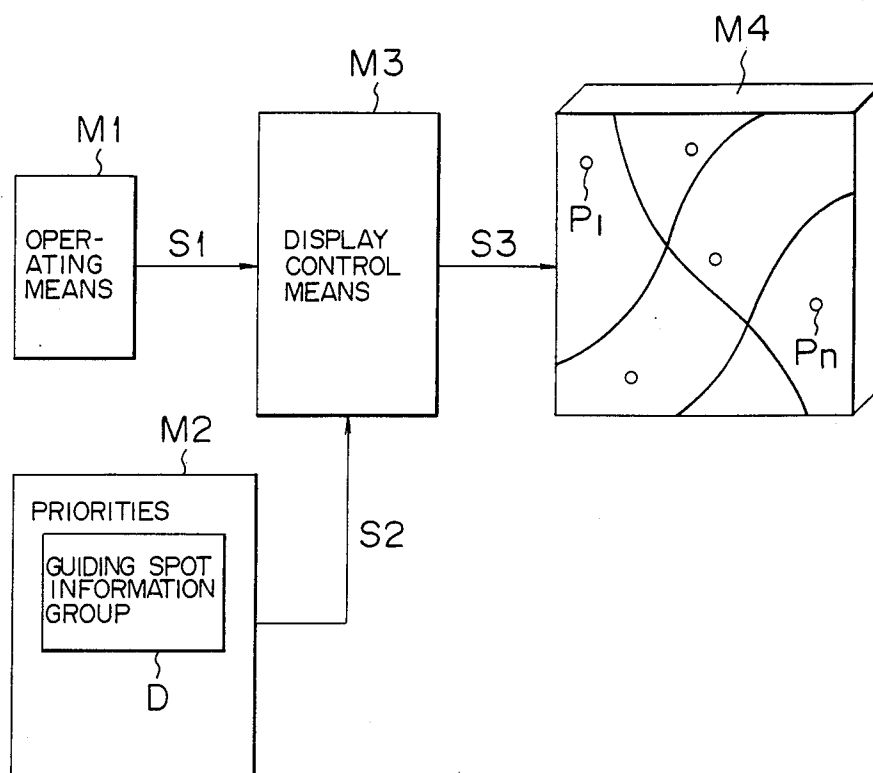 M4
M3
M1
P1
OPER-
ATING
MEANS
S1
DISPLAY
CONTROL
MEANS
S3
Pn
M2
PRIORITIES
GUIDING SPOT
INFORMATION
GROUP
S2
D